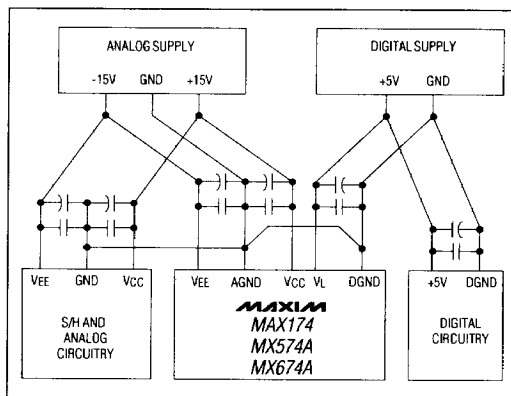 ANALOG SUPPLY
-15V GND +15V
DIGITAL SUPPLY
+5V GND
VEE GND VCC
S/H AND
ANALOG
CIRCUITRY
VEE AGND VCC VL DGND
MAXIM
MAX174
MX574A
MX674A
+5V DGND
DIGITAL
CIRCUITRY